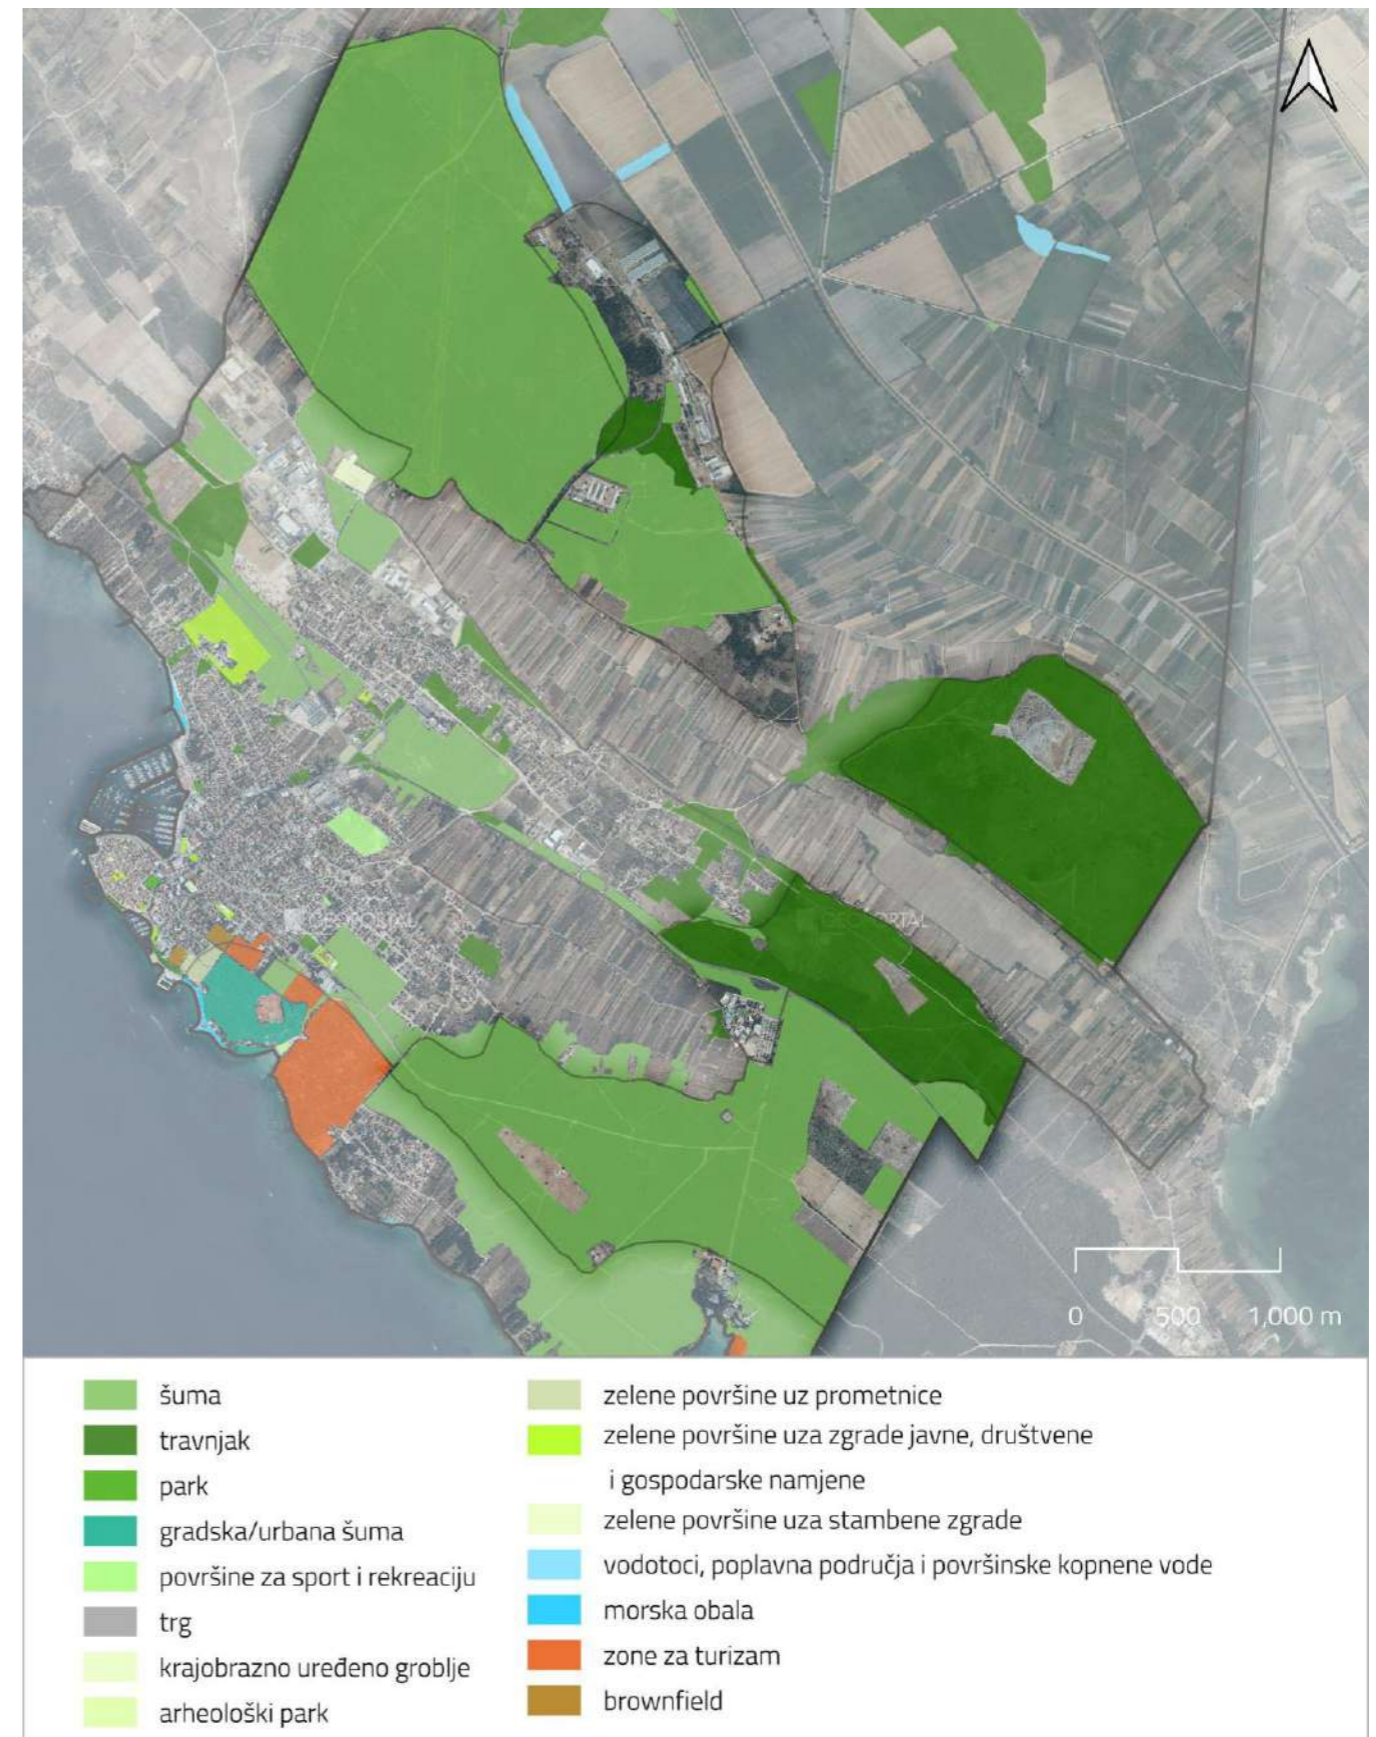 GEOPORTAL
GEOPORTAL
0 500 1,000 m
šuma
travnjak
park
gradska/urbana šuma
površine za sport i rekreaciju
trg
krajobrazno uređeno groblje
arheološki park
zelene površine uz prometnice
zelene površine uza zgrade javne, društvene
i gospodarske namjene
zelene površine uza stambene zgrade
vodotoci, poplavna područja i površinske kopnene vode
morska obala
zone za turizam
brownfield